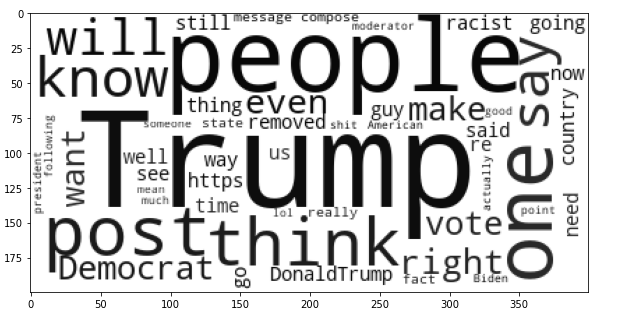 0
25
50
75
100
125
150
175
0
50
100
150
200
250
300
350
will
people
still
message compose
moderator
racist
going
know
say
now
thing
even
guy
make
good
someone
state
removed
shit
American
said
country
president
following
want
Trump
well
way
us
re
see
https
actually
one
mean
much
time
lol
really
point
need
post
think
vote
Democrat
go
DonaldTrump
right
fact
Biden